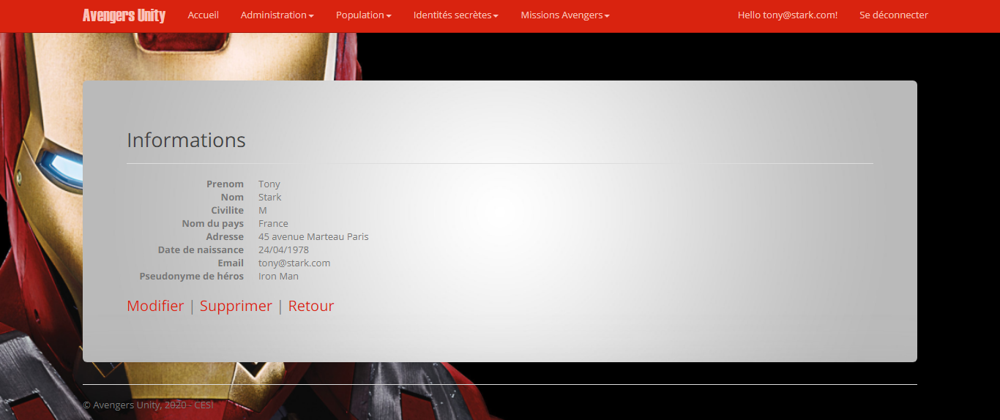 Avengers Unity Accueil Administration Population Identités secrètes Missions Avengers Hello tony@stark.com! Se déconnecter
Informations
Prenom Tony
Nom Stark
Civilite M
Nom du pays France
Adresse 45 avenue Marteau Paris
Date de naissance 24/04/1978
Email tony@stark.com
Pseudonyme de héros Iron Man
Modifier | Supprimer | Retour
© Avengers Unity, 2020 - CESI